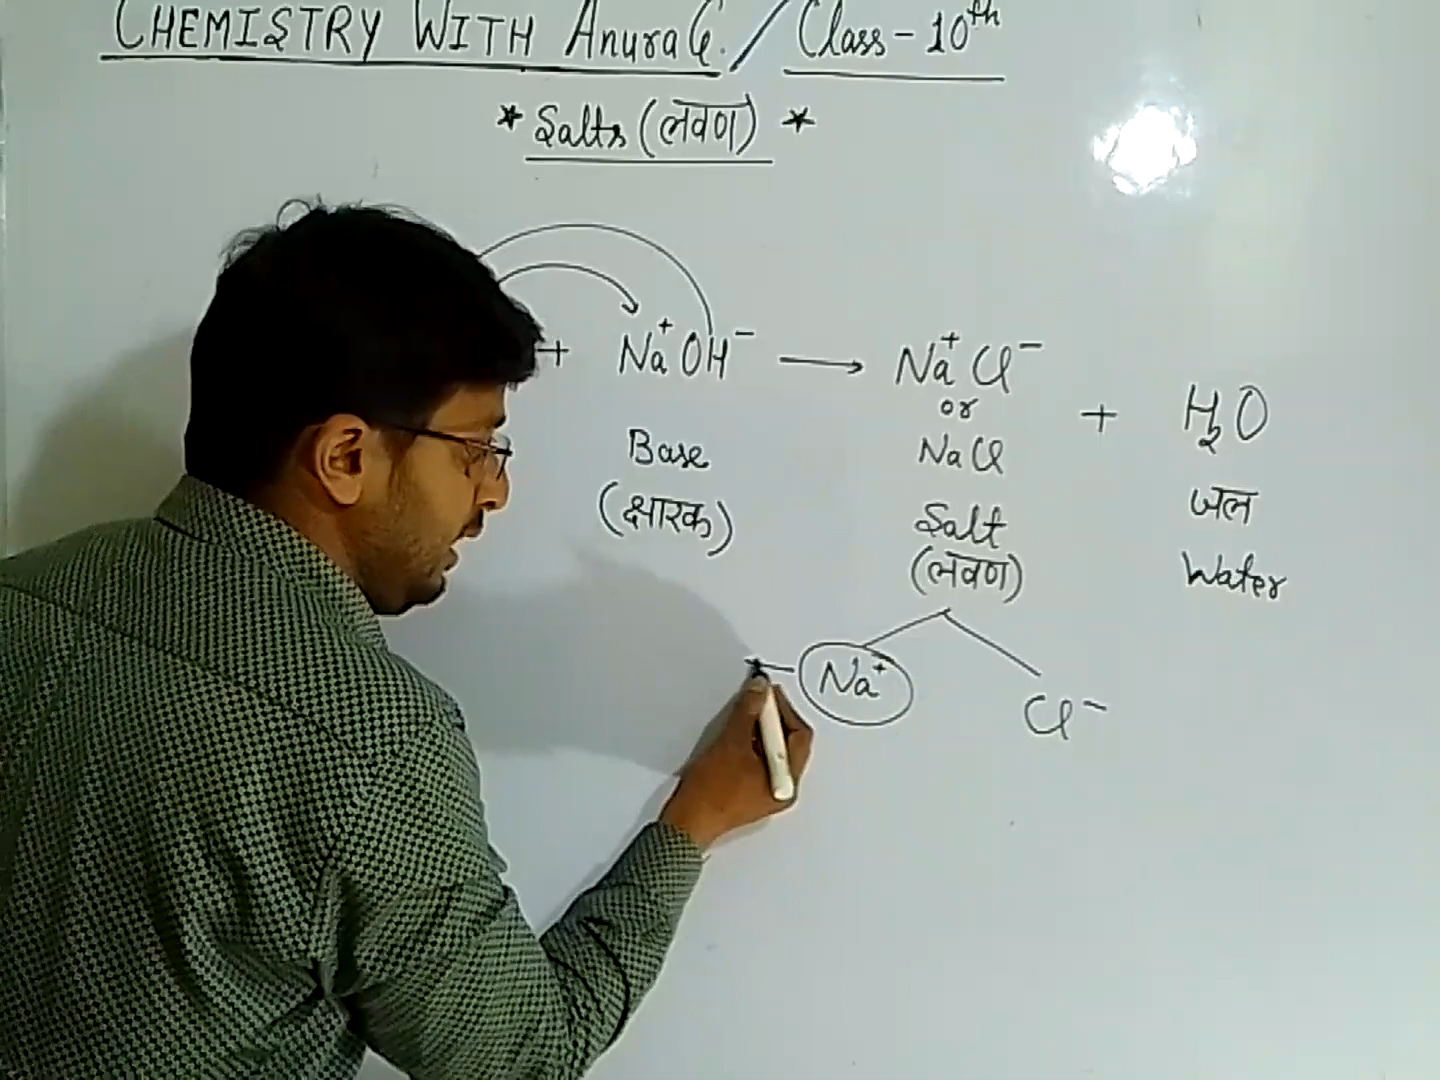 CHEMISTRY WITH AnuraG. / Class - 10th
* Salts (लवण) *
+ Na⁺OH⁻ ⟶ Na⁺Cl⁻ + H₂O
or
Base NaCl
(क्षारक) Salt जल
(लवण) Water
Na⁺ Cl⁻